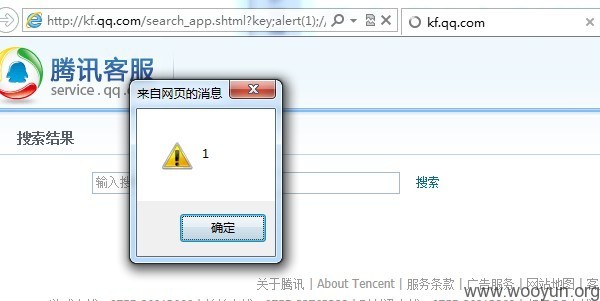 http://kf.qq.com/search_app.shtml?key;alert(1);//
kf.qq.com
腾讯客服
service.qq.c
来自网页的消息
搜索结果
1
输入搜
搜索
确定
关于腾讯 | About Tencent | 服务条款 | 广告服务 | 网站地图 |
www.wooyun.org